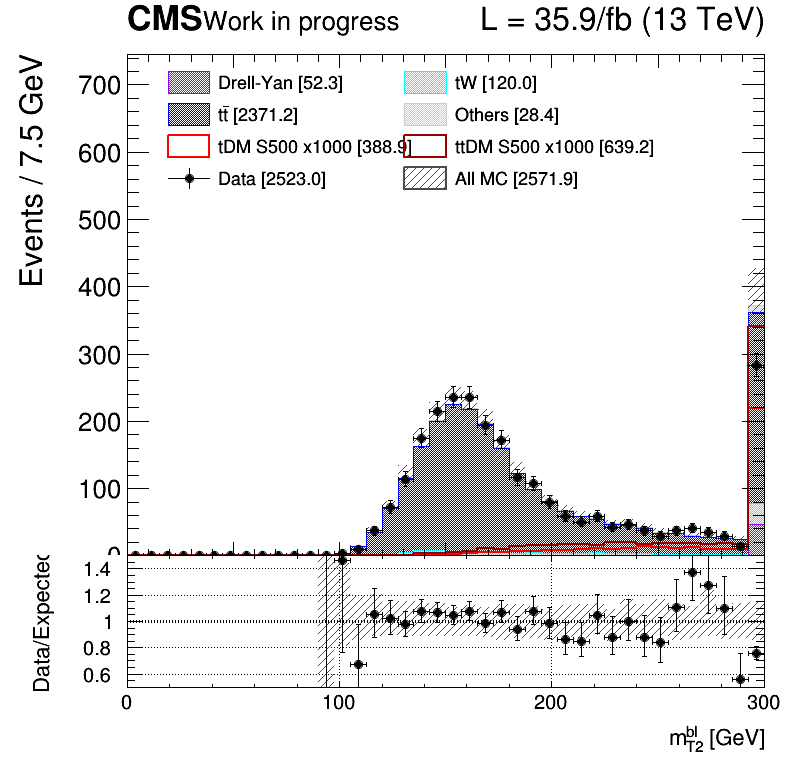 CMS Work in progress L = 35.9/fb (13 TeV)
Events / 7.5 GeV
700
600
500
400
300
200
100
0
Drell-Yan [52.3] tW [120.0]
tt̄ [2371.2] Others [28.4]
tDM S500 x1000 [388.9] ttDM S500 x1000 [639.2]
Data [2523.0] All MC [2571.9]
Data/Expected
1.4
1.2
1
0.8
0.6
0 100 200 300
m_{T2}^{bl} [GeV]